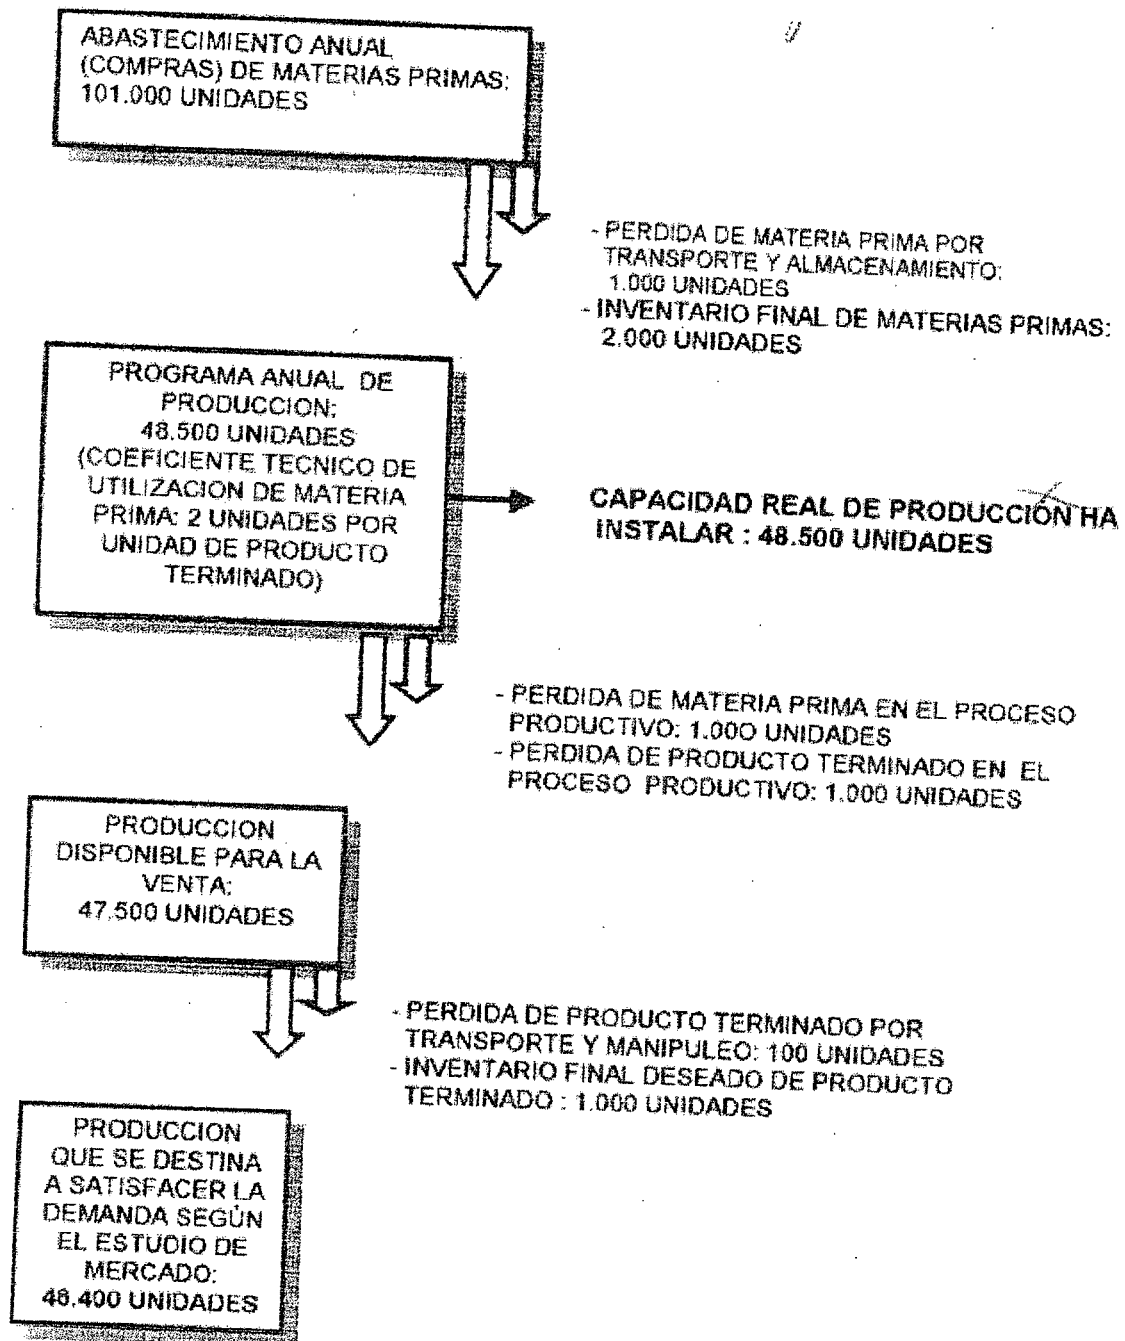 ABASTECIMIENTO ANUAL
(COMPRAS) DE MATERIAS PRIMAS:
101.000 UNIDADES
- PERDIDA DE MATERIA PRIMA POR
TRANSPORTE Y ALMACENAMIENTO:
1.000 UNIDADES
- INVENTARIO FINAL DE MATERIAS PRIMAS:
2.000 UNIDADES
PROGRAMA ANUAL DE
PRODUCCION:
48.500 UNIDADES
(COEFICIENTE TECNICO DE
UTILIZACION DE MATERIA
PRIMA: 2 UNIDADES POR
UNIDAD DE PRODUCTO
TERMINADO)
CAPACIDAD REAL DE PRODUCCIÓN HA
INSTALAR : 48.500 UNIDADES
- PERDIDA DE MATERIA PRIMA EN EL PROCESO
PRODUCTIVO: 1.000 UNIDADES
- PERDIDA DE PRODUCTO TERMINADO EN EL
PROCESO PRODUCTIVO: 1.000 UNIDADES
PRODUCCION
DISPONIBLE PARA LA
VENTA:
47.500 UNIDADES
- PERDIDA DE PRODUCTO TERMINADO POR
TRANSPORTE Y MANIPULEO: 100 UNIDADES
- INVENTARIO FINAL DESEADO DE PRODUCTO
TERMINADO : 1.000 UNIDADES
PRODUCCION
QUE SE DESTINA
A SATISFACER LA
DEMANDA SEGÚN
EL ESTUDIO DE
MERCADO:
46.400 UNIDADES